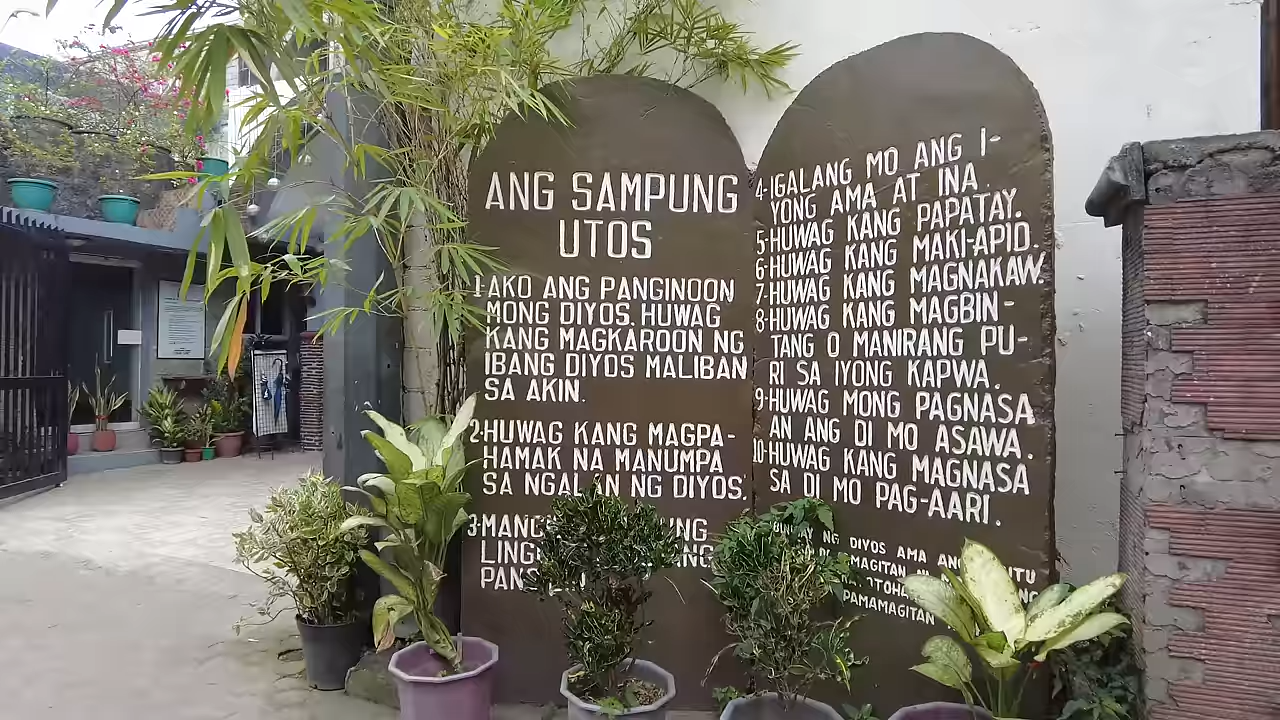 ANG SAMPUNG
UTOS
1-AKO ANG PANGINOON
MONG DIYOS. HUWAG
KANG MAGKAROON NG
IBANG DIYOS MALIBAN
SA AKIN.
2-HUWAG KANG MAGPA-
HAMAK NA MANUMPA
SA NGALAN NG DIYOS.
4-IGALANG MO ANG I-
YONG AMA AT INA
5-HUWAG KANG PAPATAY.
6-HUWAG KANG MAKI-APID.
7-HUWAG KANG MAGNAKAW.
8-HUWAG KANG MAGBIN-
TANG O MANIRANG PU-
RI SA IYONG KAPWA.
9-HUWAG MONG PAGNASA
AN ANG DI MO ASAWA.
10-HUWAG KANG MAGNASA
SA DI MO PAG-AARI.
NG DIYOS AMA
PAMAMAGITAN